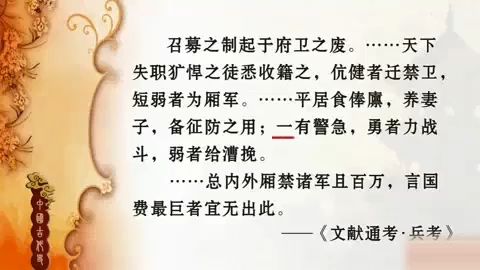 召募之制起于府卫之废。……天下
失职犷悍之徒悉收籍之，伉健者迁禁卫，
短弱者为厢军。……平居食俸廪，养妻
子，备征防之用；一有警急，勇者力战
斗，弱者给漕挽。
……总内外厢禁诸军且百万，言国
费最巨者宜无出此。
——《文献通考·兵考》